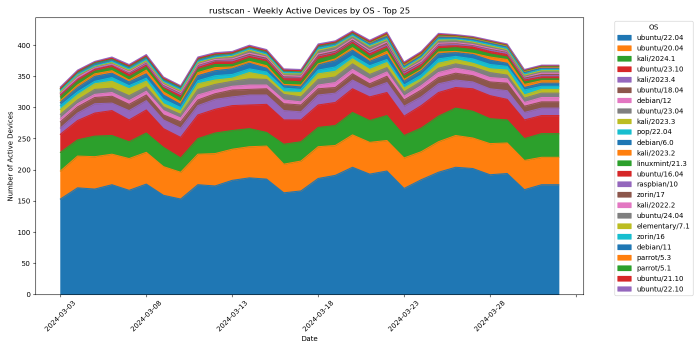 rustscan - Weekly Active Devices by OS - Top 25
OS
ubuntu/22.04
ubuntu/20.04
kali/2024.1
ubuntu/23.10
kali/2023.4
ubuntu/18.04
debian/12
ubuntu/23.04
kali/2023.3
pop/22.04
debian/6.0
kali/2023.2
linuxmint/21.3
ubuntu/16.04
raspbian/10
zorin/17
kali/2022.2
ubuntu/24.04
elementary/7.1
zorin/16
debian/11
parrot/5.3
parrot/5.1
ubuntu/21.10
ubuntu/22.10
Number of Active Devices
400
350
300
250
200
150
100
50
0
2024-03-03
2024-03-08
2024-03-13
2024-03-18
2024-03-23
2024-03-28
Date